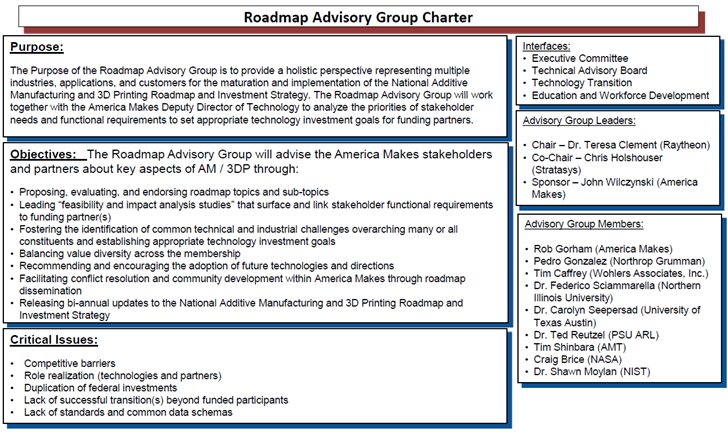 Roadmap Advisory Group Charter
Purpose:
The Purpose of the Roadmap Advisory Group is to provide a holistic perspective representing multiple
industries, applications, and customers for the maturation and implementation of the National Additive
Manufacturing and 3D Printing Roadmap and Investment Strategy. The Roadmap Advisory Group will work
together with the America Makes Deputy Director of Technology to analyze the priorities of stakeholder
needs and functional requirements to set appropriate technology investment goals for funding partners.
Objectives: The Roadmap Advisory Group will advise the America Makes stakeholders
and partners about key aspects of AM / 3DP through:
• Proposing, evaluating, and endorsing roadmap topics and sub-topics
• Leading “feasibility and impact analysis studies” that surface and link stakeholder functional requirements
to funding partner(s)
• Fostering the identification of common technical and industrial challenges overarching many or all
constituents and establishing appropriate technology investment goals
• Balancing value diversity across the membership
• Recommending and encouraging the adoption of future technologies and directions
• Facilitating conflict resolution and community development within America Makes through roadmap
dissemination
• Releasing bi-annual updates to the National Additive Manufacturing and 3D Printing Roadmap and
Investment Strategy
Critical Issues:
• Competitive barriers
• Role realization (technologies and partners)
• Duplication of federal investments
• Lack of successful transition(s) beyond funded participants
• Lack of standards and common data schemas
Interfaces:
• Executive Committee
• Technical Advisory Board
• Technology Transition
• Education and Workforce Development
Advisory Group Leaders:
• Chair – Dr. Teresa Clement (Raytheon)
• Co-Chair – Chris Holshouser
(Stratasys)
• Sponsor – John Wilczynski (America
Makes)
Advisory Group Members:
• Rob Gorham (America Makes)
• Pedro Gonzalez (Northrop Grumman)
• Tim Caffrey (Wohlers Associates, Inc.)
• Dr. Federico Sciammarella (Northern
Illinois University)
• Dr. Carolyn Seepersad (University of
Texas Austin)
• Dr. Ted Reutzel (PSU ARL)
• Tim Shinbara (AMT)
• Craig Brice (NASA)
• Dr. Shawn Moylan (NIST)